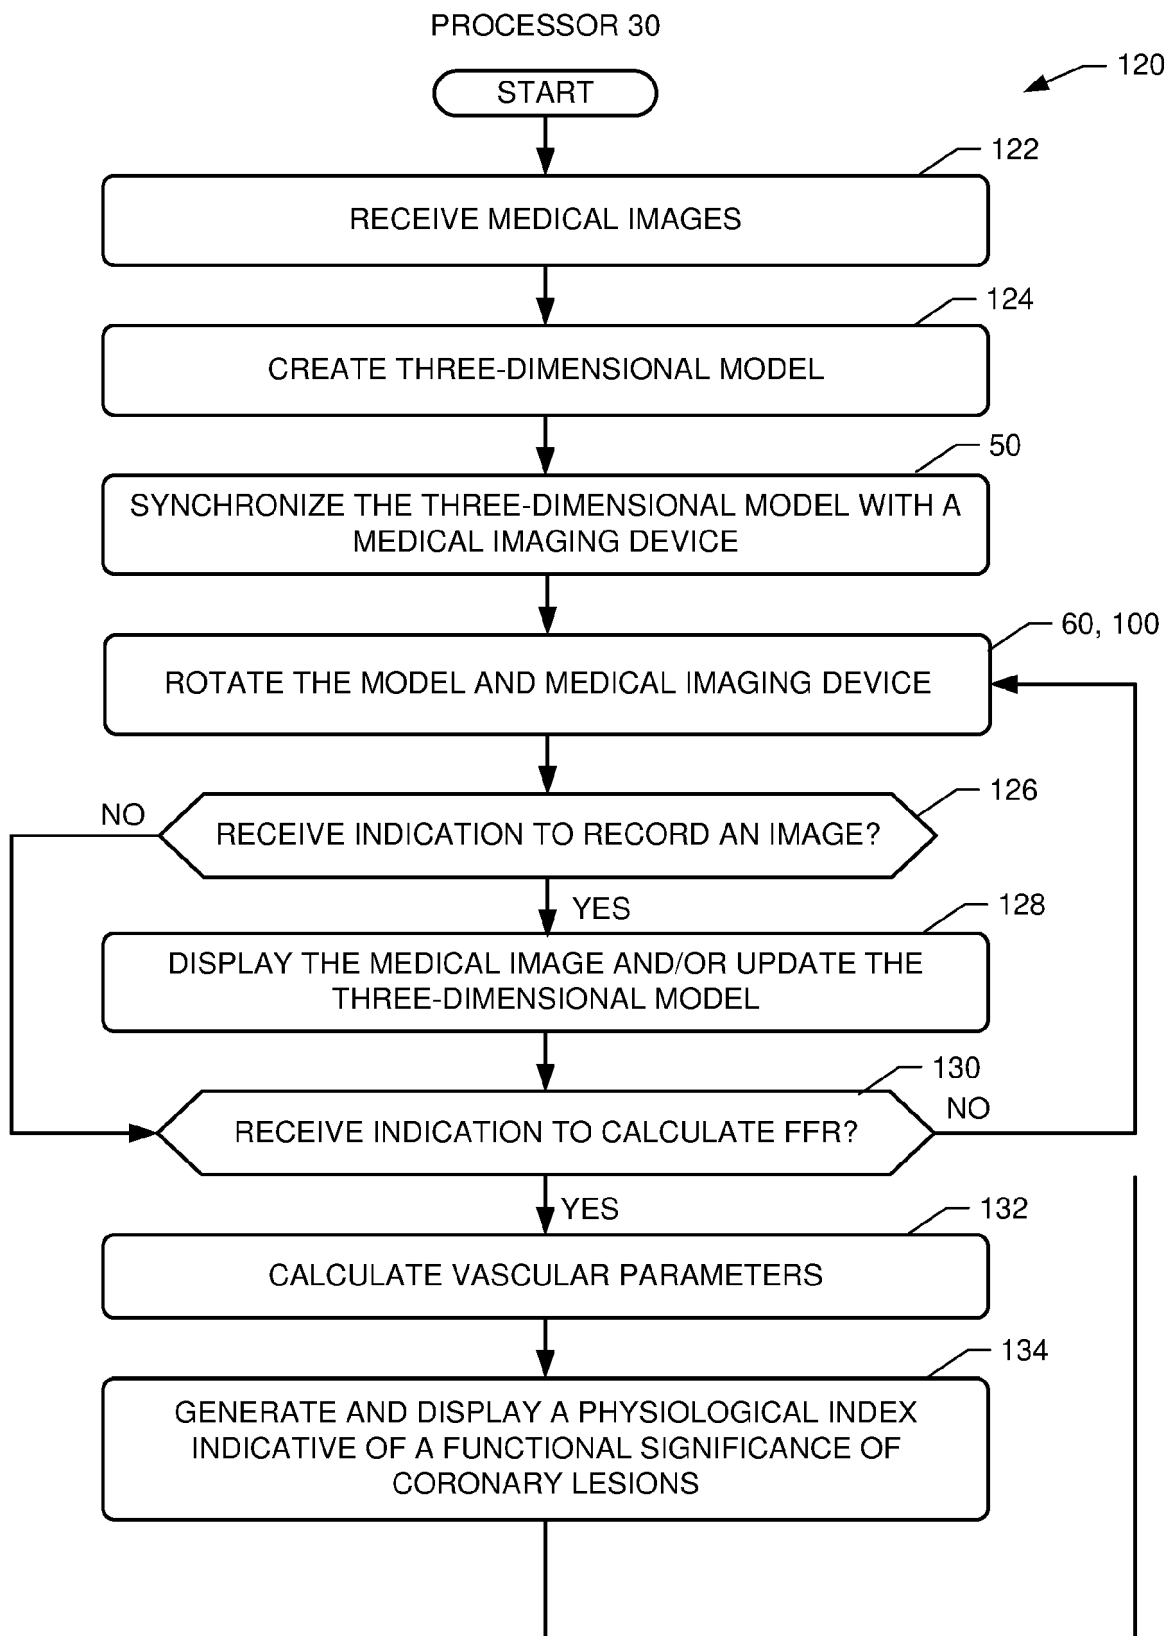 PROCESSOR 30
START
120
122
RECEIVE MEDICAL IMAGES
124
CREATE THREE-DIMENSIONAL MODEL
50
SYNCHRONIZE THE THREE-DIMENSIONAL MODEL WITH A
MEDICAL IMAGING DEVICE
60, 100
ROTATE THE MODEL AND MEDICAL IMAGING DEVICE
126
NO
RECEIVE INDICATION TO RECORD AN IMAGE?
YES
128
DISPLAY THE MEDICAL IMAGE AND/OR UPDATE THE
THREE-DIMENSIONAL MODEL
130
RECEIVE INDICATION TO CALCULATE FFR?
NO
YES
132
CALCULATE VASCULAR PARAMETERS
134
GENERATE AND DISPLAY A PHYSIOLOGICAL INDEX
INDICATIVE OF A FUNCTIONAL SIGNIFICANCE OF
CORONARY LESIONS